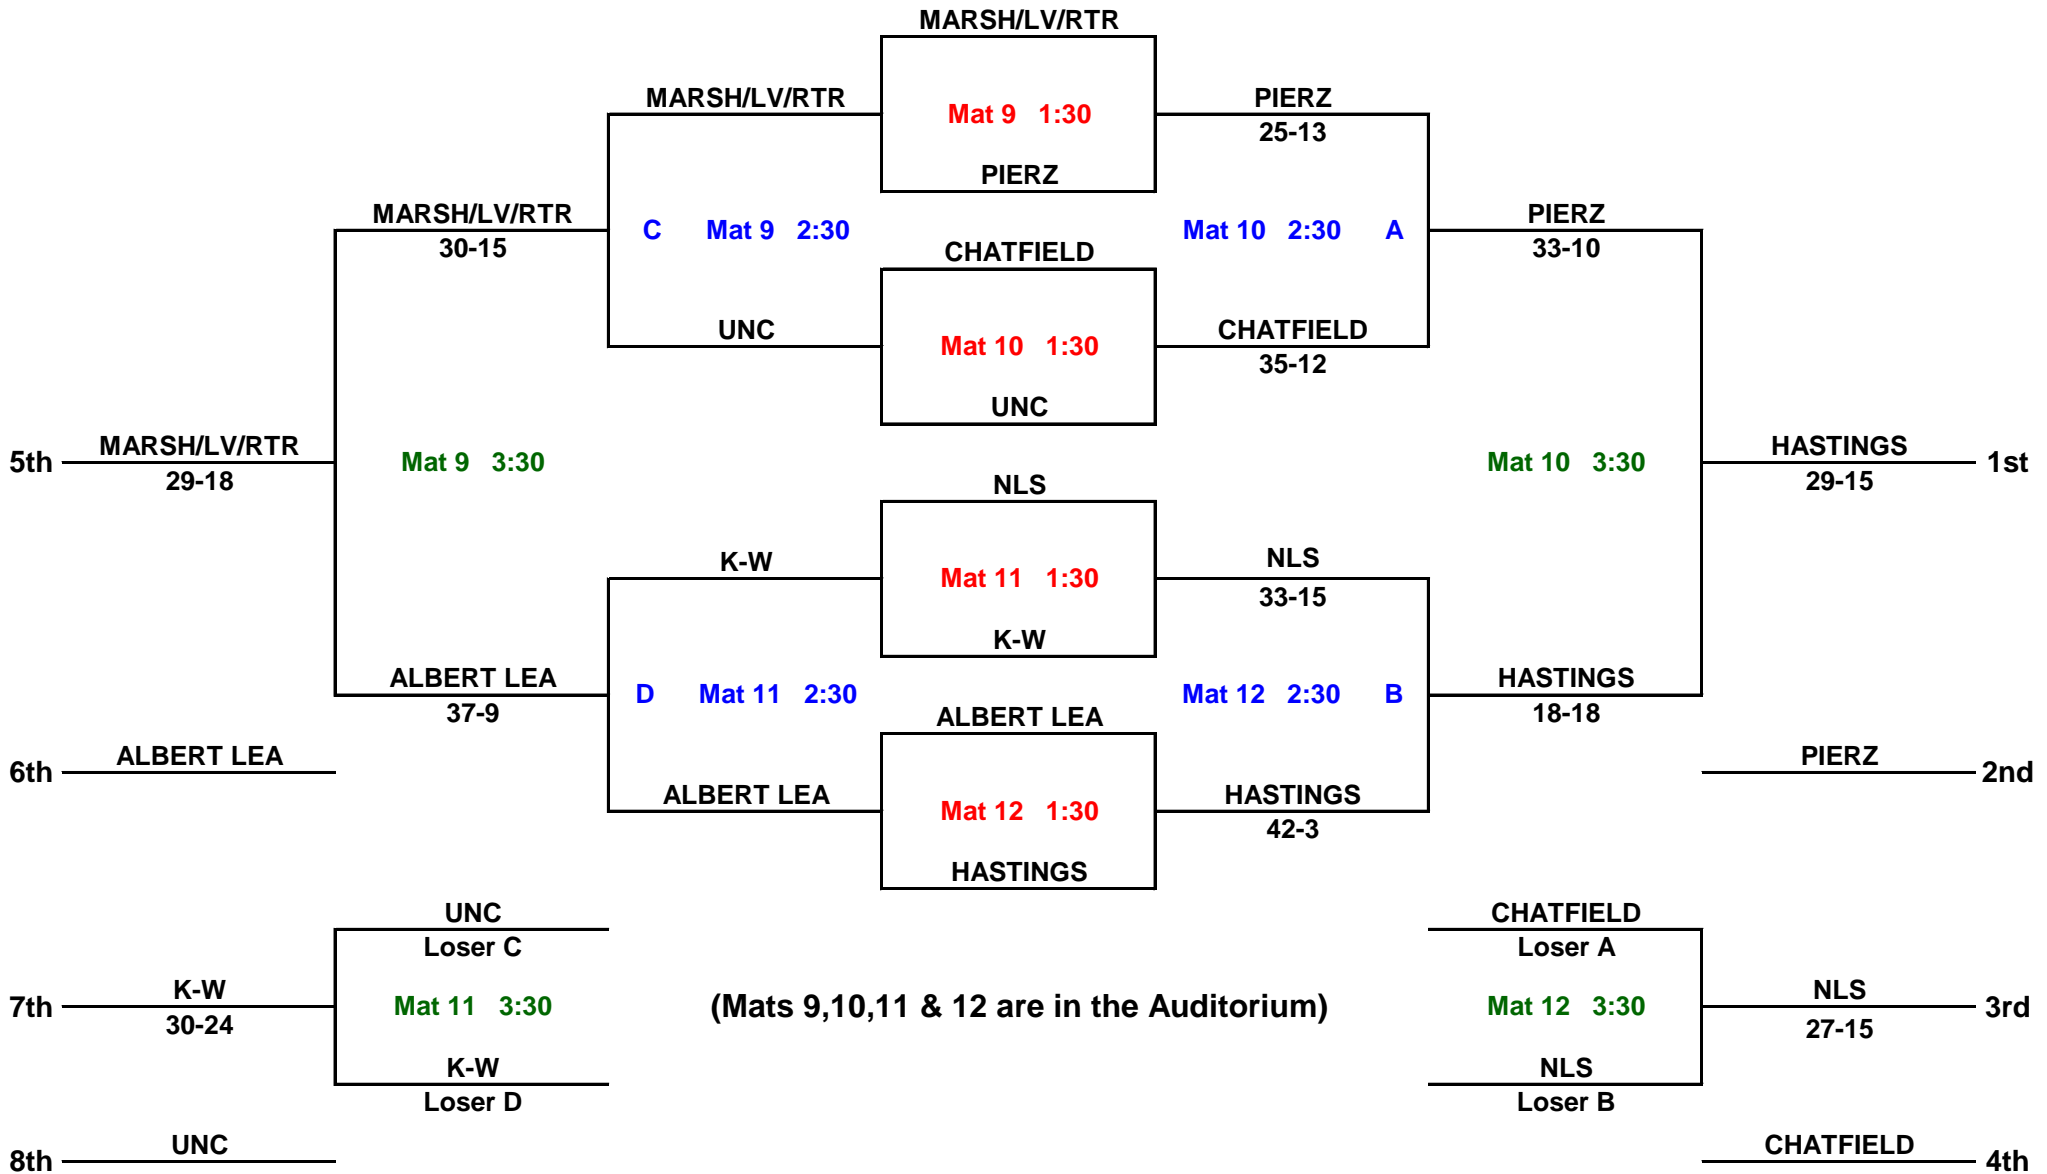 MARSH/LV/RTR
MARSH/LV/RTR
Mat 9 1:30
PIERZ
25-13
PIERZ
MARSH/LV/RTR
30-15
C Mat 9 2:30
Mat 10 2:30 A
PIERZ
33-10
CHATFIELD
UNC
Mat 10 1:30
CHATFIELD
35-12
UNC
5th
MARSH/LV/RTR
29-18
Mat 9 3:30
Mat 10 3:30
HASTINGS
29-15
1st
NLS
K-W
Mat 11 1:30
NLS
33-15
K-W
ALBERT LEA
37-9
D Mat 11 2:30
Mat 12 2:30 B
HASTINGS
18-18
ALBERT LEA
6th
ALBERT LEA
PIERZ
2nd
ALBERT LEA
Mat 12 1:30
HASTINGS
42-3
HASTINGS
UNC
Loser C
CHATFIELD
Loser A
7th
K-W
30-24
Mat 11 3:30
(Mats 9,10,11 & 12 are in the Auditorium)
Mat 12 3:30
NLS
27-15
3rd
K-W
Loser D
NLS
Loser B
8th
UNC
CHATFIELD
4th